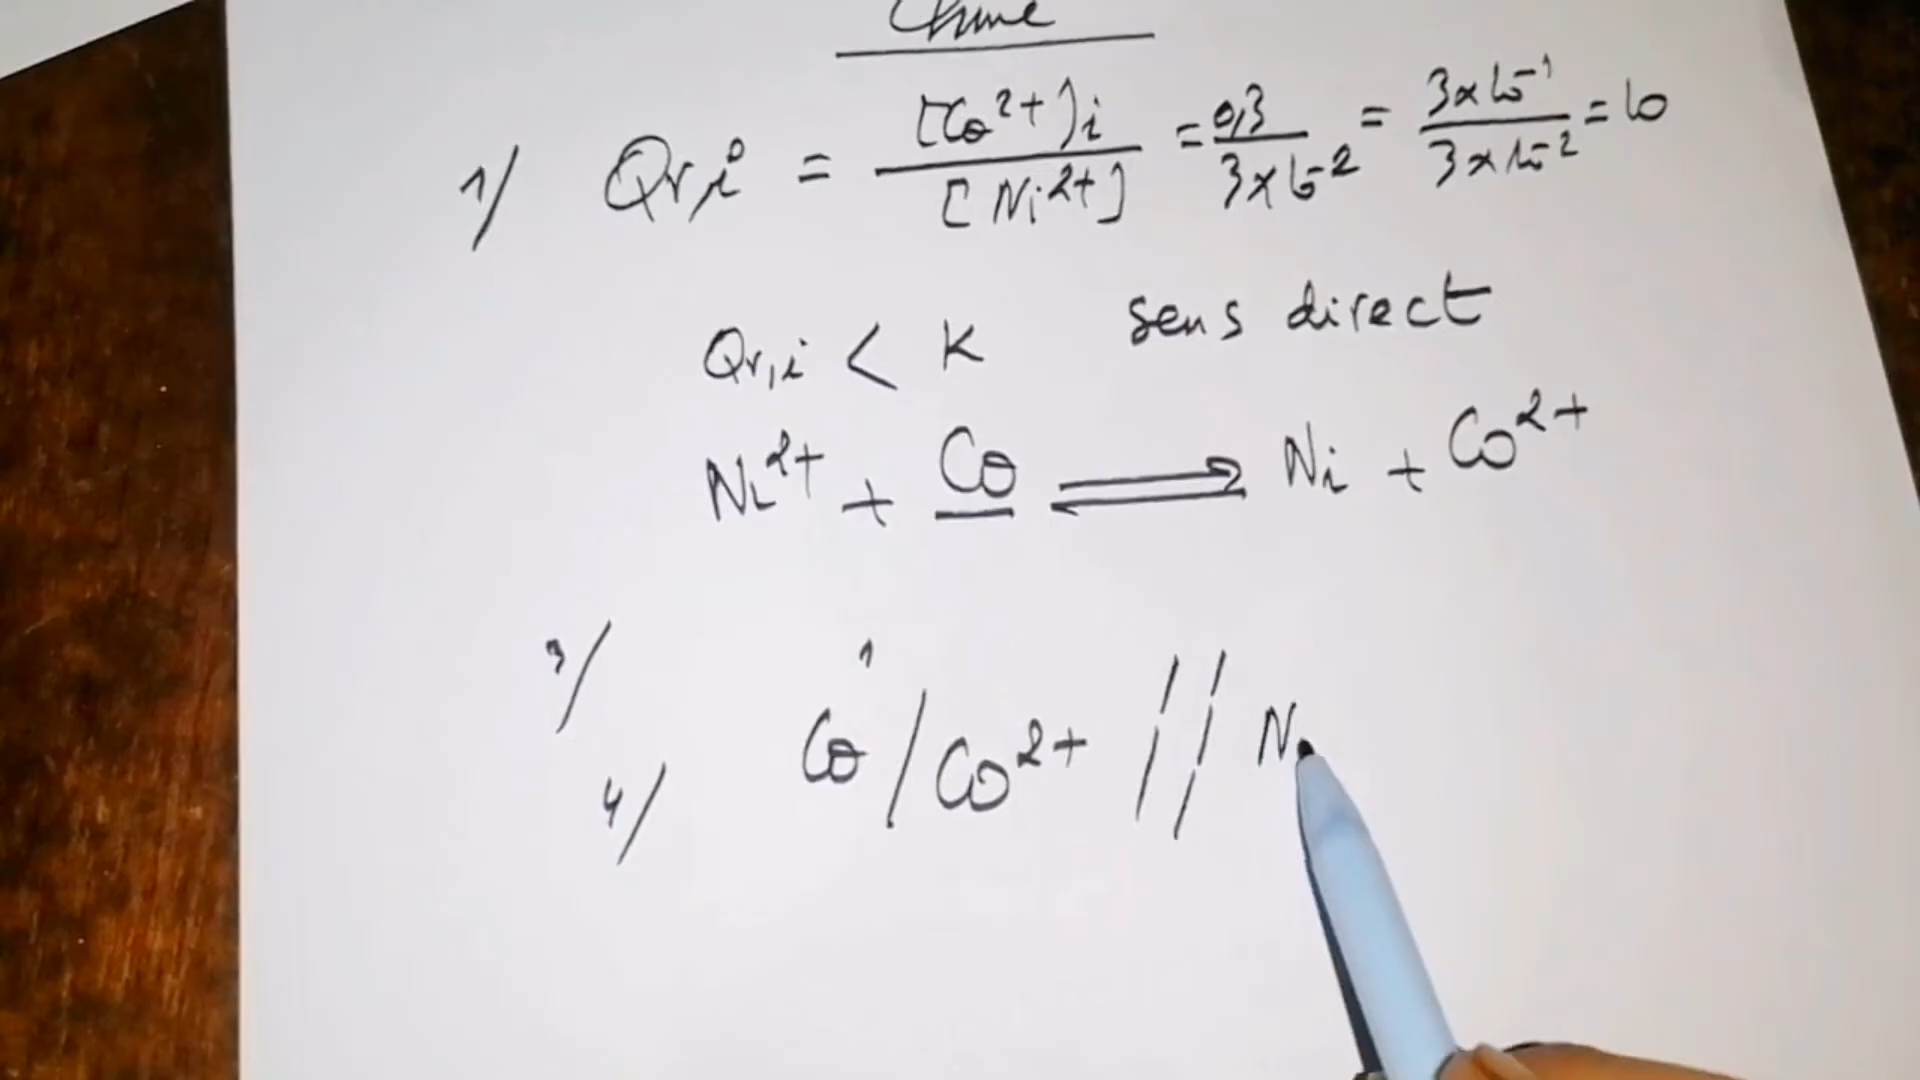 Chimie
1/ Qr,i = [Co²⁺]i / [Ni²⁺] = 0,3 / 3×10⁻² = 3×10⁻¹ / 3×10⁻² = 10
Qr,i < K sens direct
Ni²⁺ + Co ⇌ Ni + Co²⁺
3/
4/ Co / Co²⁺ // N